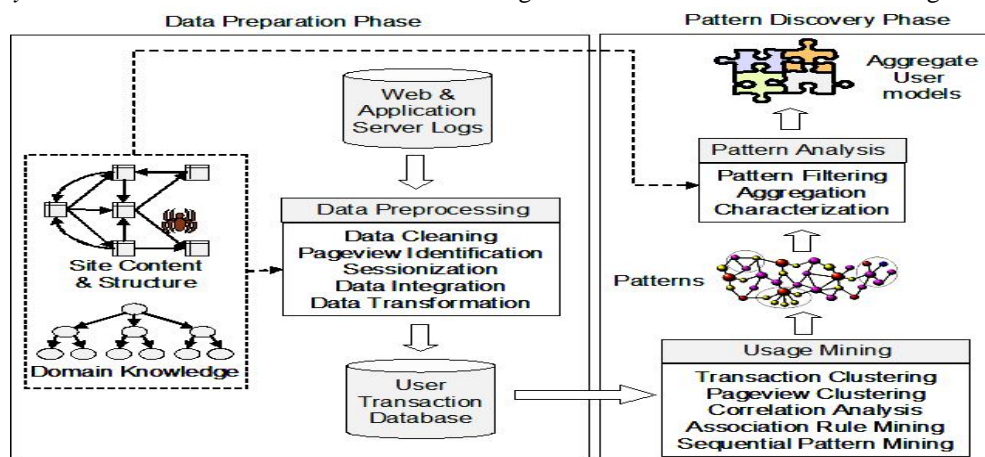 Data Preparation Phase
Web &
Application
Server Logs
Site Content
& Structure
Domain Knowledge
Data Preprocessing
Data Cleaning
Pageview Identification
Sessionization
Data Integration
Data Transformation
User
Transaction
Database
Pattern Discovery Phase
Aggregate
User
models
Pattern Analysis
Pattern Filtering
Aggregation
Characterization
Patterns
Usage Mining
Transaction Clustering
Pageview Clustering
Correlation Analysis
Association Rule Mining
Sequential Pattern Mining